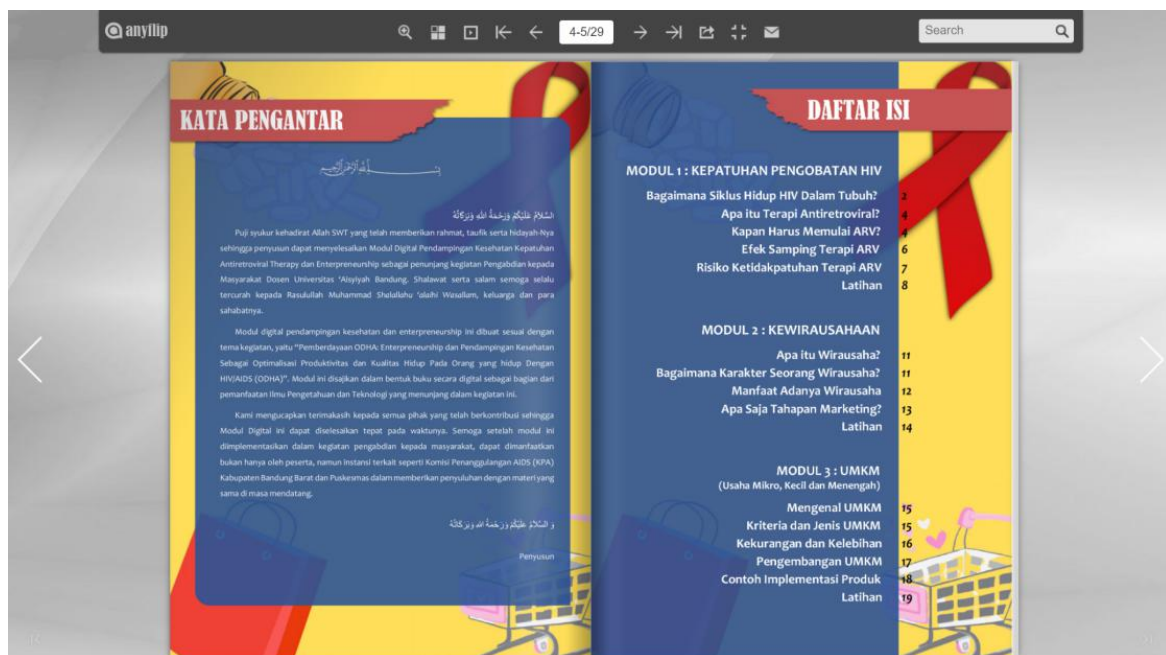 anyflip
4-5/29
Search
KATA PENGANTAR
السَّلاَمُ عَلَيْكُمْ وَرَحْمَةُ اللهِ وَبَرَكَاتُهُ
Puji syukur kehadirat Allah SWT yang telah memberikan rahmat, taufik serta hidayah-Nya
sehingga penyusun dapat menyelesaikan Modul Digital Pendampingan Kesehatan Kepatuhan
Antiretroviral Therapy dan Enterpreneurship sebagai penunjang kegiatan Pengabdian kepada
Masyarakat Dosen Universitas 'Aisyiyah Bandung. Shalawat serta salam semoga selalu
tercurah kepada Rasulullah Muhammad Shalallahu 'alaihi Wasallam, keluarga dan para
sahabatnya.
Modul digital pendampingan kesehatan dan enterpreneurship ini dibuat sesuai dengan
tema kegiatan, yaitu "Pemberdayaan ODHA: Enterpreneurship dan Pendampingan Kesehatan
Sebagai Optimalisasi Produktivitas dan Kualitas Hidup Pada Orang yang hidup Dengan
HIV/AIDS (ODHA)". Modul ini disajikan dalam bentuk buku secara digital sebagai bagian dari
pemanfaatan Ilmu Pengetahuan dan Teknologi yang menunjang dalam kegiatan ini.
Kami mengucapkan terimakasih kepada semua pihak yang telah berkontribusi sehingga
Modul Digital ini dapat diselesaikan tepat pada waktunya. Semoga setelah modul ini
diimplementasikan dalam kegiatan pengabdian kepada masyarakat, dapat dimanfaatkan
bukan hanya oleh peserta, namun instansi terkait seperti Komisi Penanggulangan AIDS (KPA)
Kabupaten Bandung Barat dan Puskesmas dalam memberikan penyuluhan dengan materi yang
sama di masa mendatang.
وَ السَّلاَمُ عَلَيْكُمْ وَرَحْمَةُ اللهِ وَبَرَكَاتُهُ
Penyusun
DAFTAR ISI
MODUL 1 : KEPATUHAN PENGOBATAN HIV
Bagaimana Siklus Hidup HIV Dalam Tubuh? 2
Apa itu Terapi Antiretroviral? 4
Kapan Harus Memulai ARV? 4
Efek Samping Terapi ARV 6
Risiko Ketidakpatuhan Terapi ARV 7
Latihan 8
MODUL 2 : KEWIRAUSAHAAN
Apa itu Wirausaha? 11
Bagaimana Karakter Seorang Wirausaha? 11
Manfaat Adanya Wirausaha 12
Apa Saja Tahapan Marketing? 13
Latihan 14
MODUL 3 : UMKM
(Usaha Mikro, Kecil dan Menengah)
Mengenal UMKM 15
Kriteria dan Jenis UMKM 15
Kekurangan dan Kelebihan 16
Pengembangan UMKM 17
Contoh Implementasi Produk 18
Latihan 19